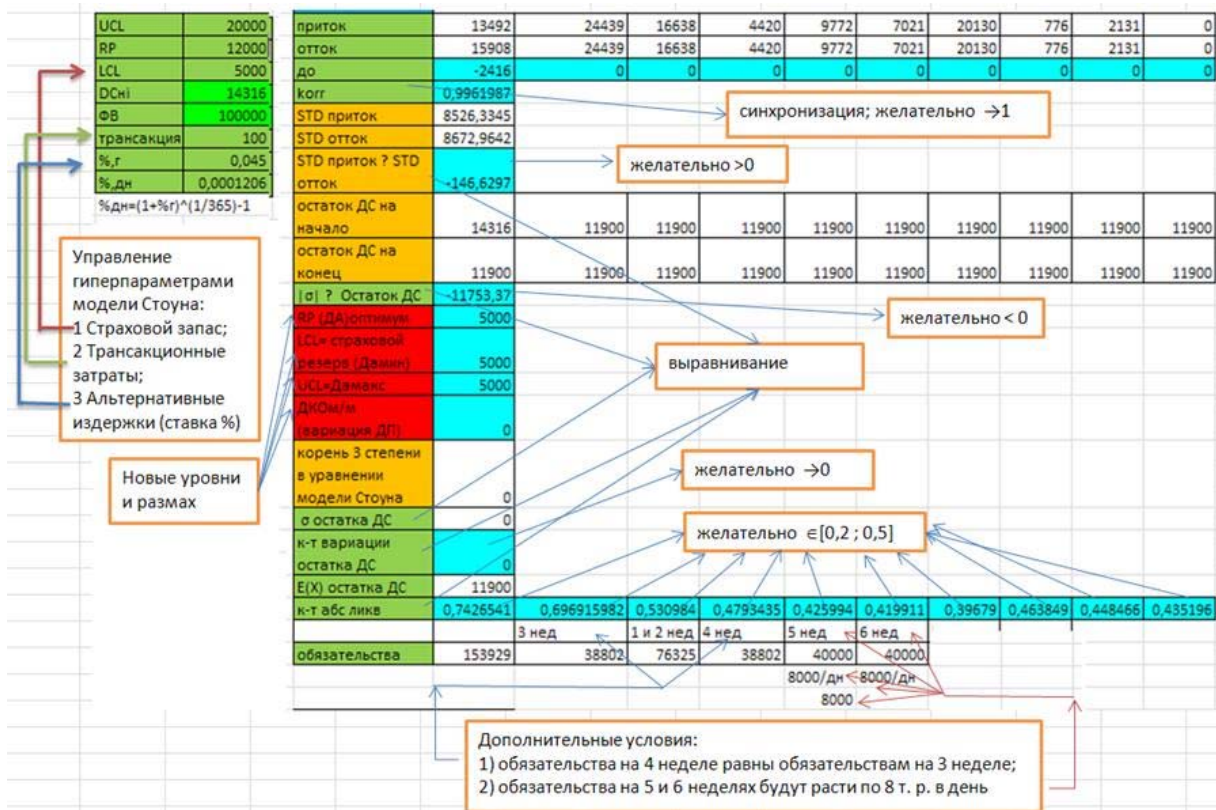 UCL 20000
RP 12000
LCL 5000
DCнi 14316
ФВ 100000
трансакция 100
%,г 0,045
%,дн 0,0001206
%дн=(1+%г)^(1/365)-1
Управление
гиперпараметрами
модели Стоуна:
1 Страховой запас;
2 Трансакционные
затраты;
3 Альтернативные
издержки (ставка %)
Новые уровни
и размах
приток 13492 24439 16638 4420 9772 7021 20130 776 2131 0
отток 15908 24439 16638 4420 9772 7021 20130 776 2131 0
до -2416 0 0 0 0 0 0 0 0 0
korr 0,9961987
синхронизация; желательно →1
STD приток 8526,3345
STD отток 8672,9642
STD приток ? STD
отток -146,6297
желательно >0
остаток ДС на
начало 14316 11900 11900 11900 11900 11900 11900 11900 11900 11900
остаток ДС на
конец 11900 11900 11900 11900 11900 11900 11900 11900 11900 11900
|σ| ? Остаток ДС -11753,37
желательно < 0
RP (ДА)оптимум 5000
LCL= страховой
резерв (Дамин) 5000
UCL=Дамакс 5000
выравнивание
ДКОм/м
(вариация ДП) 0
корень 3 степени
в уравнении
модели Стоуна 0
желательно →0
σ остатка ДС 0
к-т вариации
остатка ДС 0
желательно ∈[0,2 ; 0,5]
E(X) остатка ДС 11900
к-т абс ликв 0,7426541 0,696915982 0,530984 0,4793435 0,425994 0,419911 0,39679 0,463849 0,448466 0,435196
3 нед 1 и 2 нед 4 нед 5 нед 6 нед
обязательства 153929 38802 76325 38802 40000 40000
8000/дн 8000/дн
8000
Дополнительные условия:
1) обязательства на 4 неделе равны обязательствам на 3 неделе;
2) обязательства на 5 и 6 неделях будут расти по 8 т. р. в день